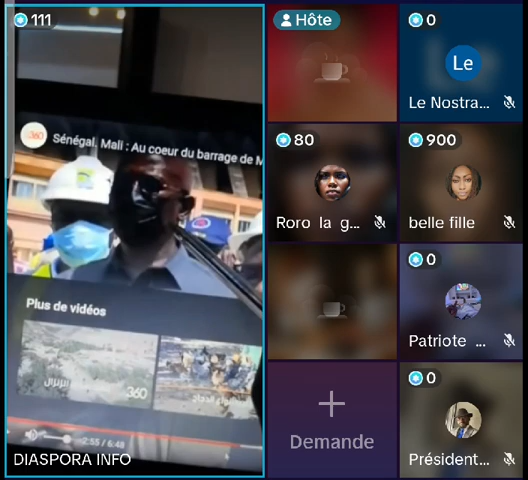 111
360 Sénégal, Mali : Au coeur du barrage de M
Plus de vidéos
الزلزال
360
2:55 / 6:48
DIASPORA INFO
Hôte
0
Le
Le Nostra...
80
Roro la g...
900
belle fille
0
Patriote ...
Demande
0
Président...